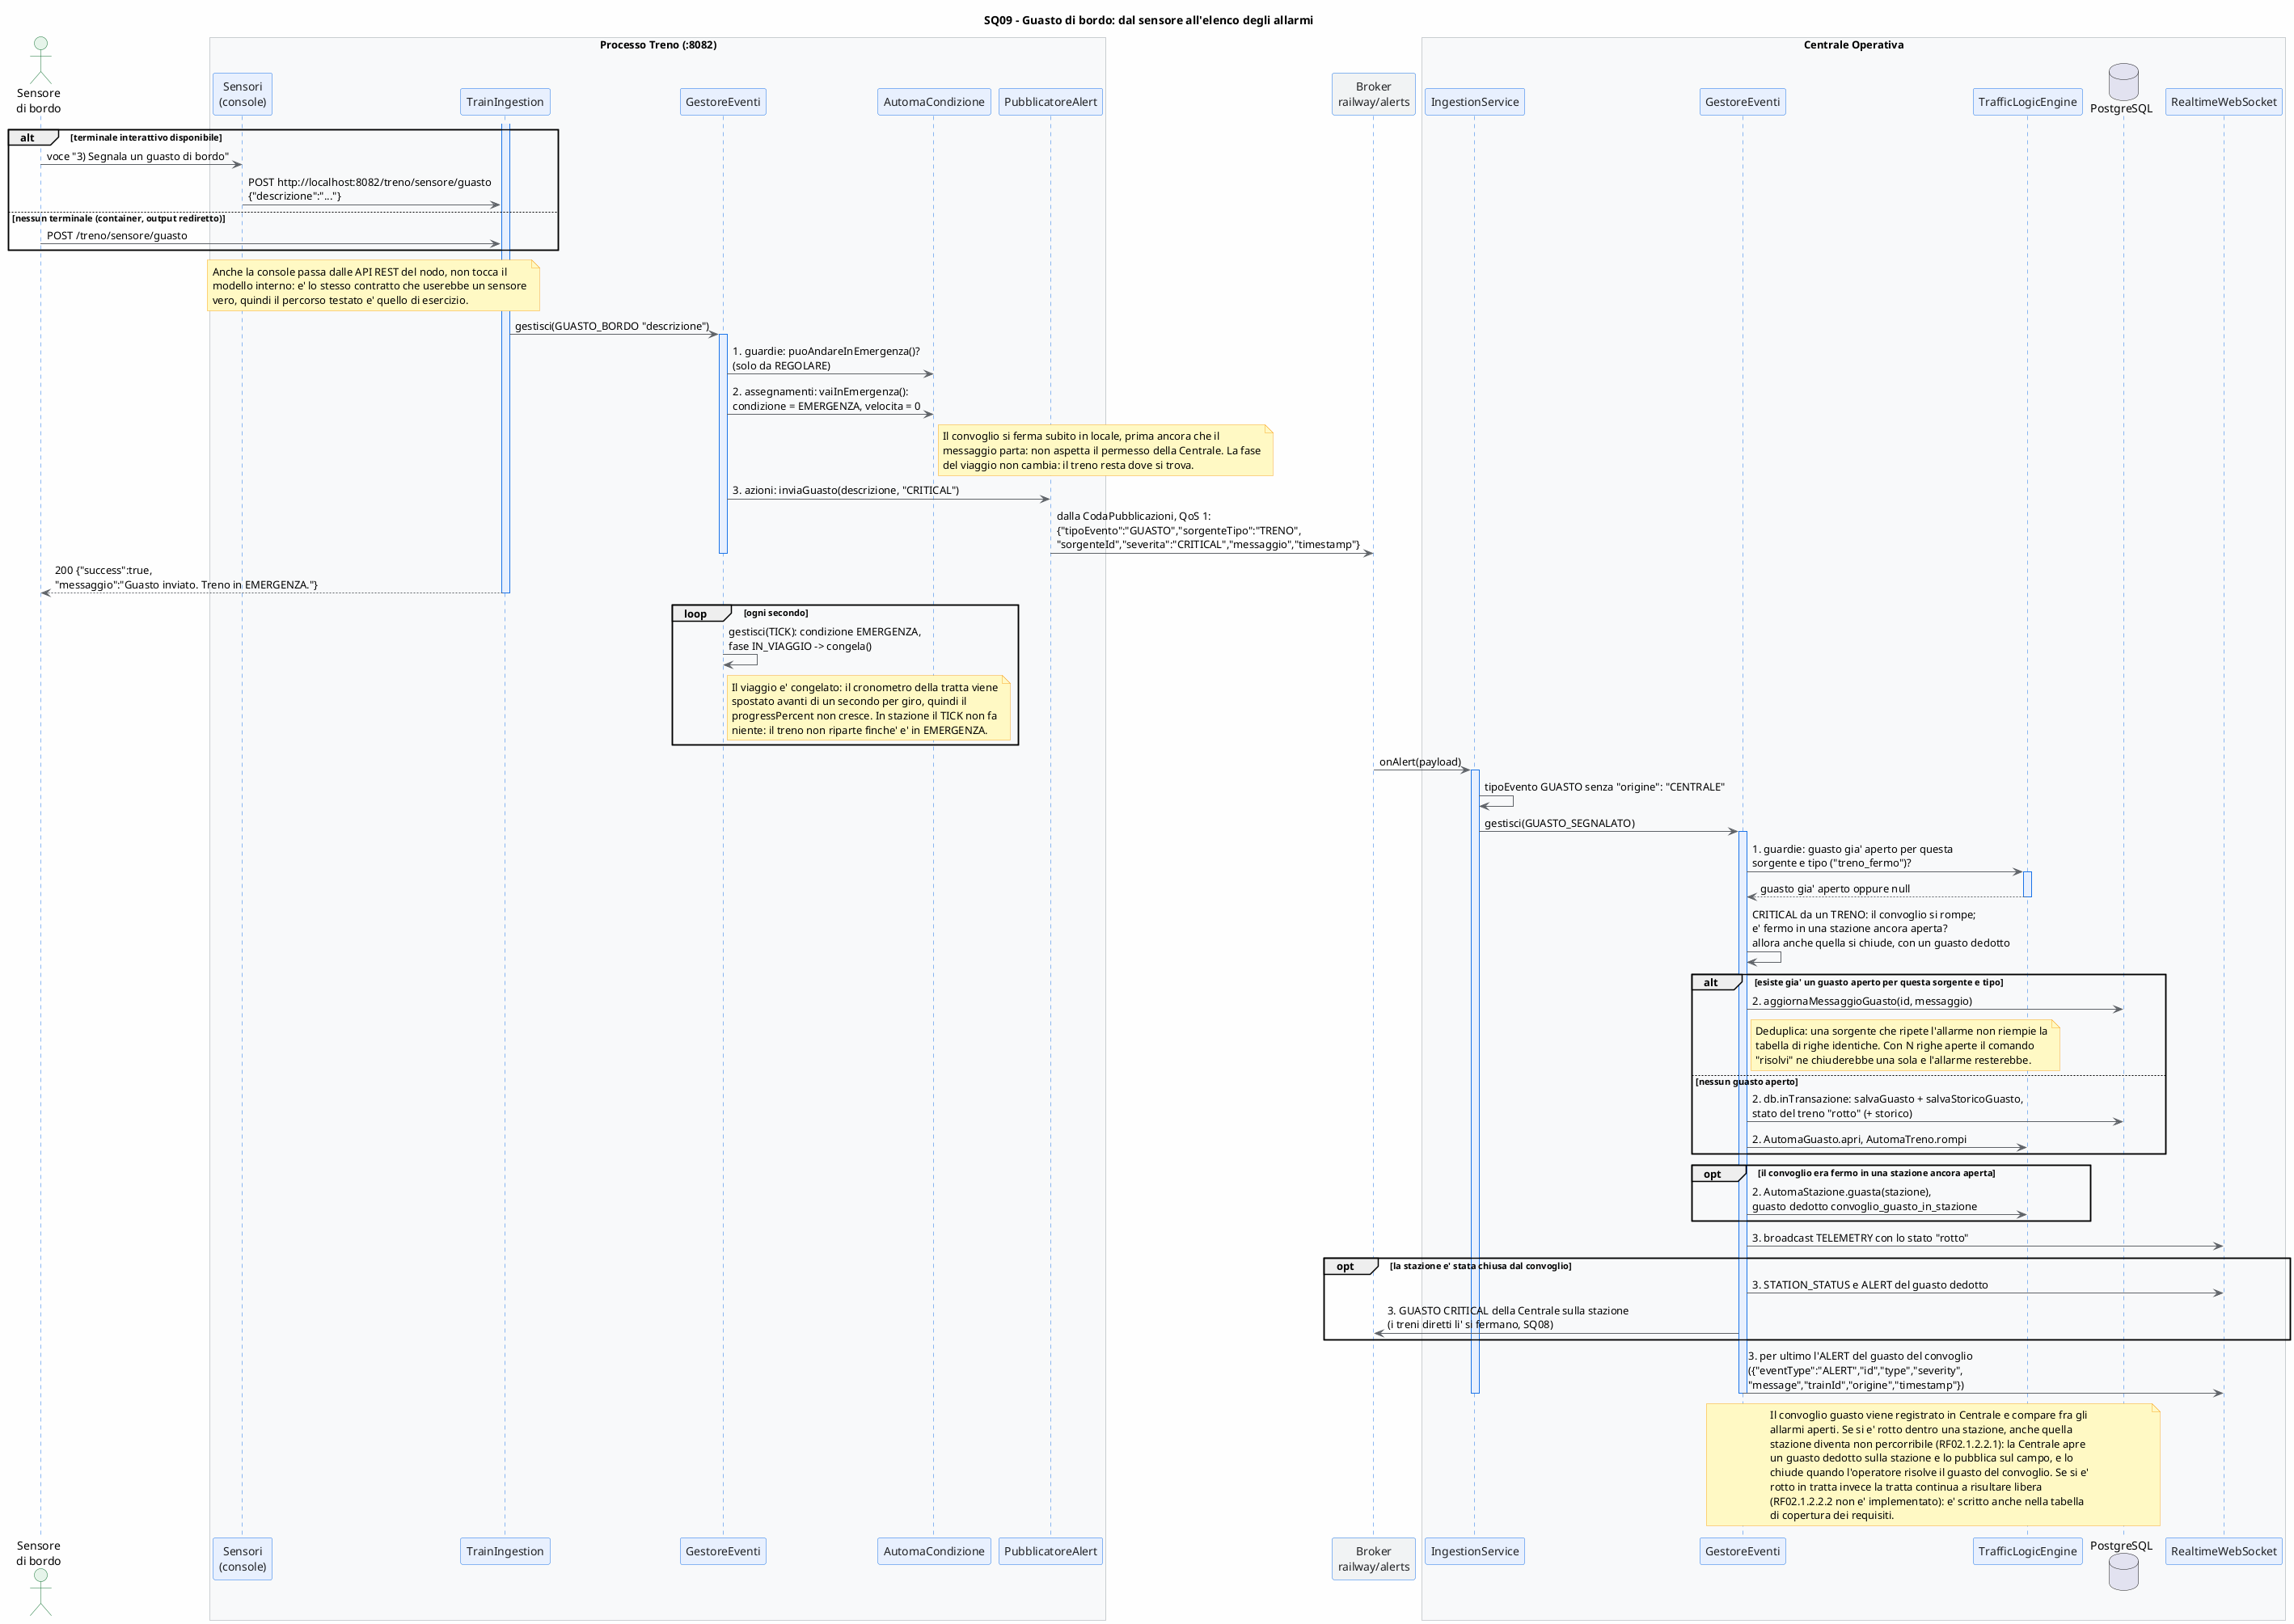 SQ09 - Guasto di bordo: dal sensore all'elenco degli allarmi
Processo Treno (:8082)
Centrale Operativa
Sensore
di bordo
Sensori
(console)
TrainIngestion
GestoreEventi
AutomaCondizione
PubblicatoreAlert
Broker
railway/alerts
IngestionService
GestoreEventi
TrafficLogicEngine
PostgreSQL
RealtimeWebSocket
alt [terminale interattivo disponibile]
voce "3) Segnala un guasto di bordo"
POST http://localhost:8082/treno/sensore/guasto
{"descrizione":"..."}
[nessun terminale (container, output rediretto)]
POST /treno/sensore/guasto
Anche la console passa dalle API REST del nodo, non tocca il
modello interno: e' lo stesso contratto che userebbe un sensore
vero, quindi il percorso testato e' quello di esercizio.
gestisci(GUASTO_BORDO "descrizione")
1. guardie: puoAndareInEmergenza()?
(solo da REGOLARE)
2. assegnamenti: vaiInEmergenza():
condizione = EMERGENZA, velocita = 0
Il convoglio si ferma subito in locale, prima ancora che il
messaggio parta: non aspetta il permesso della Centrale. La fase
del viaggio non cambia: il treno resta dove si trova.
3. azioni: inviaGuasto(descrizione, "CRITICAL")
dalla CodaPubblicazioni, QoS 1:
{"tipoEvento":"GUASTO","sorgenteTipo":"TRENO",
"sorgenteId","severita":"CRITICAL","messaggio","timestamp"}
200 {"success":true,
"messaggio":"Guasto inviato. Treno in EMERGENZA."}
loop [ogni secondo]
gestisci(TICK): condizione EMERGENZA,
fase IN_VIAGGIO -> congela()
Il viaggio e' congelato: il cronometro della tratta viene
spostato avanti di un secondo per giro, quindi il
progressPercent non cresce. In stazione il TICK non fa
niente: il treno non riparte finche' e' in EMERGENZA.
onAlert(payload)
tipoEvento GUASTO senza "origine": "CENTRALE"
gestisci(GUASTO_SEGNALATO)
1. guardie: guasto gia' aperto per questa
sorgente e tipo ("treno_fermo")?
guasto gia' aperto oppure null
CRITICAL da un TRENO: il convoglio si rompe;
e' fermo in una stazione ancora aperta?
allora anche quella si chiude, con un guasto dedotto
alt [esiste gia' un guasto aperto per questa sorgente e tipo]
2. aggiornaMessaggioGuasto(id, messaggio)
Deduplica: una sorgente che ripete l'allarme non riempie la
tabella di righe identiche. Con N righe aperte il comando
"risolvi" ne chiuderebbe una sola e l'allarme resterebbe.
[nessun guasto aperto]
2. db.inTransazione: salvaGuasto + salvaStoricoGuasto,
stato del treno "rotto" (+ storico)
2. AutomaGuasto.apri, AutomaTreno.rompi
opt [il convoglio era fermo in una stazione ancora aperta]
2. AutomaStazione.guasta(stazione),
guasto dedotto convoglio_guasto_in_stazione
3. broadcast TELEMETRY con lo stato "rotto"
opt [la stazione e' stata chiusa dal convoglio]
3. STATION_STATUS e ALERT del guasto dedotto
3. GUASTO CRITICAL della Centrale sulla stazione
(i treni diretti li' si fermano, SQ08)
3. per ultimo l'ALERT del guasto del convoglio
({"eventType":"ALERT","id","type","severity",
"message","trainId","origine","timestamp"})
Il convoglio guasto viene registrato in Centrale e compare fra gli
allarmi aperti. Se si e' rotto dentro una stazione, anche quella
stazione diventa non percorribile (RF02.1.2.2.1): la Centrale apre
un guasto dedotto sulla stazione e lo pubblica sul campo, e lo
chiude quando l'operatore risolve il guasto del convoglio. Se si e'
rotto in tratta invece la tratta continua a risultare libera
(RF02.1.2.2.2 non e' implementato): e' scritto anche nella tabella
di copertura dei requisiti.
Sensore
di bordo
Sensori
(console)
TrainIngestion
GestoreEventi
AutomaCondizione
PubblicatoreAlert
Broker
railway/alerts
IngestionService
GestoreEventi
TrafficLogicEngine
PostgreSQL
RealtimeWebSocket